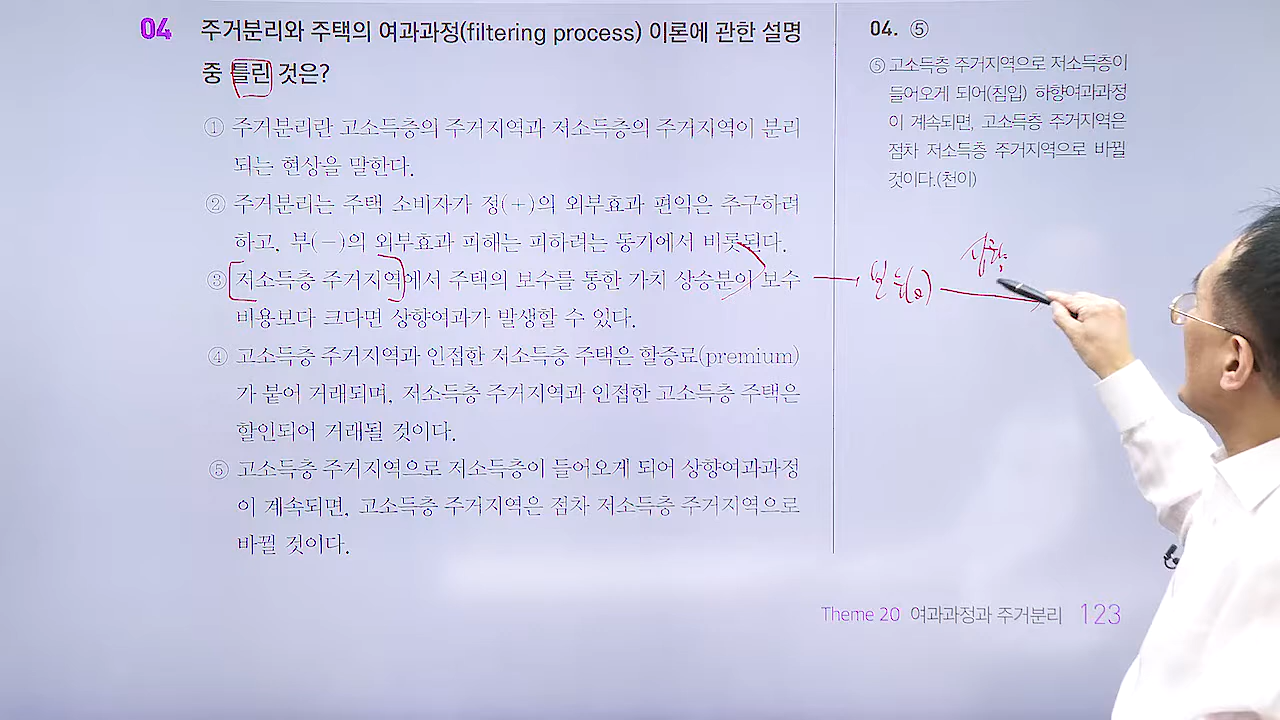 04 주거분리와 주택의 여과과정(filtering process) 이론에 관한 설명
중 틀린 것은?
① 주거분리란 고소득층의 주거지역과 저소득층의 주거지역이 분리
되는 현상을 말한다.
② 주거분리는 주택 소비자가 정(+)의 외부효과 편익은 추구하려
하고, 부(-)의 외부효과 피해는 피하려는 동기에서 비롯된다.
③ 저소득층 주거지역에서 주택의 보수를 통한 가치 상승분이 보수
비용보다 크다면 상향여과가 발생할 수 있다.
④ 고소득층 주거지역과 인접한 저소득층 주택은 할증료(premium)
가 붙어 거래되며, 저소득층 주거지역과 인접한 고소득층 주택은
할인되어 거래될 것이다.
⑤ 고소득층 주거지역으로 저소득층이 들어오게 되어 상향여과과정
이 계속되면, 고소득층 주거지역은 점차 저소득층 주거지역으로
바뀔 것이다.
04. ⑤
⑤ 고소득층 주거지역으로 저소득층이
들어오게 되어(침입) 하향여과과정
이 계속되면, 고소득층 주거지역은
점차 저소득층 주거지역으로 바뀔
것이다.(천이)
Theme 20 여과과정과 주거분리 123